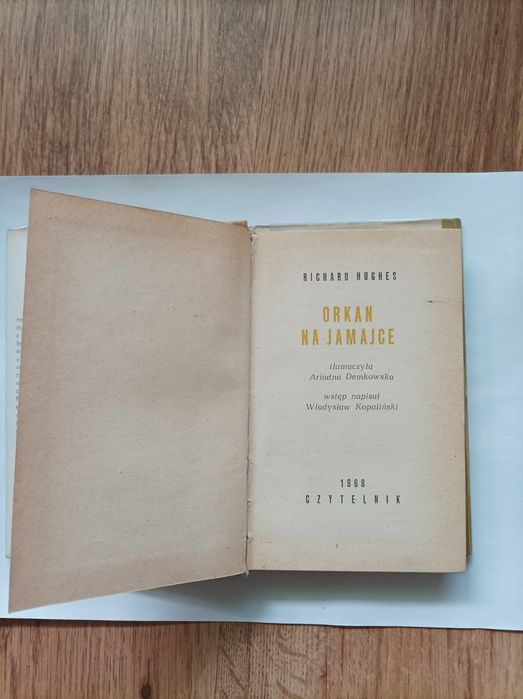 RICHARD HUGHES
ORKAN
NA JAMAJCE
tłumaczyła
Ariadna Demkowska
wstęp napisał
Władysław Kopaliński
1968
CZYTELNIK